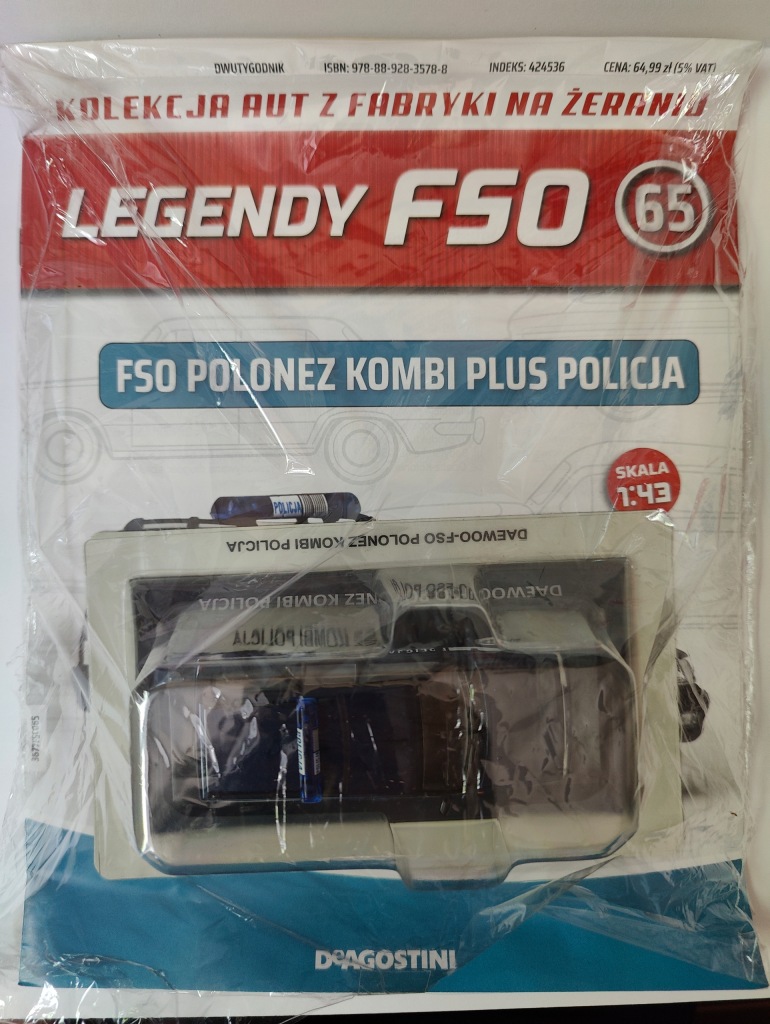 DWUTYGODNIK ISBN: 978-88-928-3578-8 INDEKS: 424536 CENA: 64,99 zł (5% VAT)
KOLEKCJA AUT Z FABRYKI NA ŻERANIU
LEGENDY FSO 65
FSO POLONEZ KOMBI PLUS POLICJA
SKALA
1:43
POLICJA
DAEWOO-FSO POLONEZ KOMBI POLICJA
DEAGOSTINI